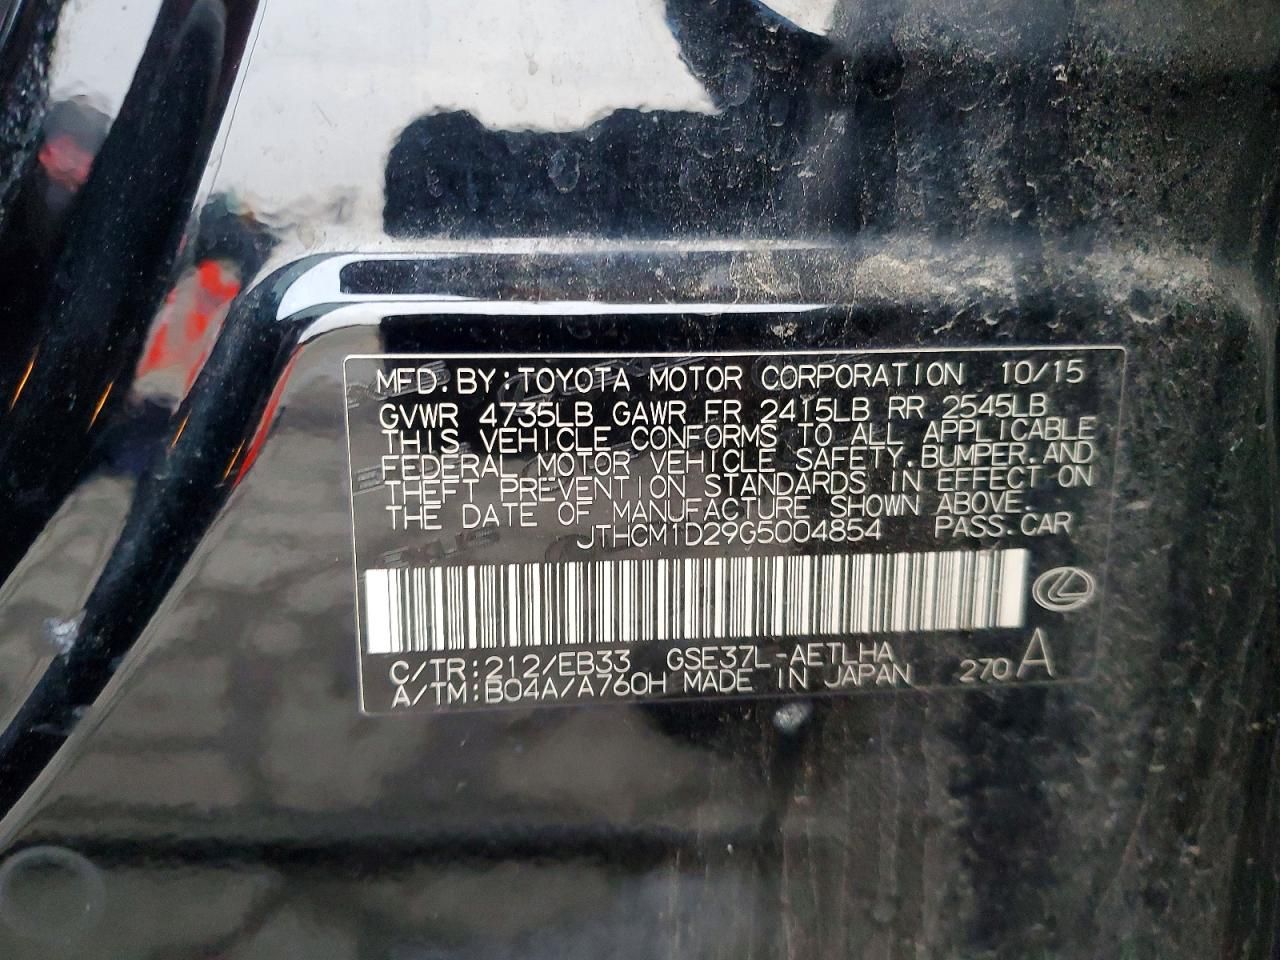 MFD. BY: TOYOTA MOTOR CORPORATION 10/15
GVWR 4735LB GAWR FR 2415LB RR 2545LB
THIS VEHICLE CONFORMS TO ALL APPLICABLE
FEDERAL MOTOR VEHICLE SAFETY, BUMPER, AND
THEFT PREVENTION STANDARDS IN EFFECT ON
THE DATE OF MANUFACTURE SHOWN ABOVE.
JTHCM1D29G5004854 PASS. CAR
C/TR: 212/EB33 GSE37L-AETLHA
A/TM: B04A/A760H MADE IN JAPAN 270 A